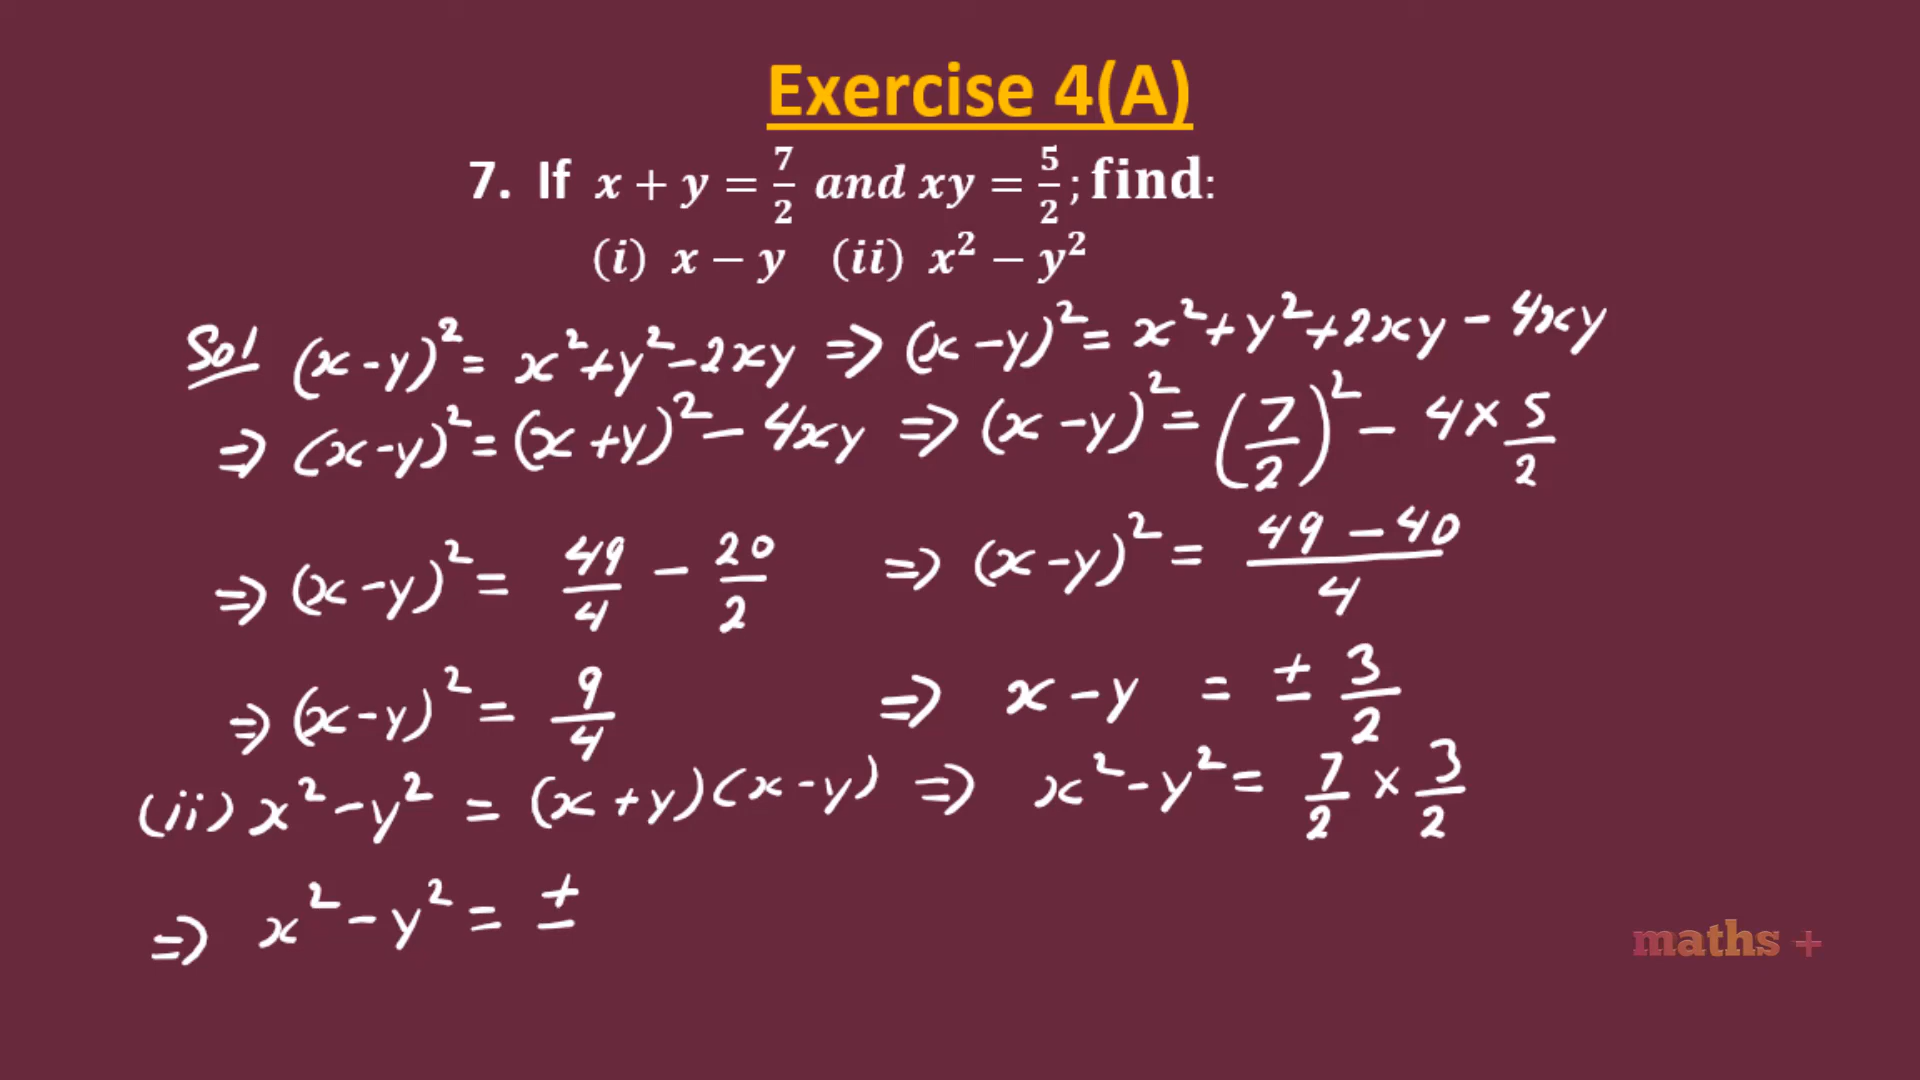 Exercise 4(A)
7. If x + y = 7/2 and xy = 5/2; find:
(i) x − y (ii) x² − y²
Sol (x-y)² = x²+y²-2xy => (x-y)² = x²+y²+2xy - 4xy
=> (x-y)² = (x+y)² - 4xy => (x-y)² = (7/2)² - 4 × 5/2
=> (x-y)² = 49/4 - 20/2 => (x-y)² = (49-40)/4
=> (x-y)² = 9/4 => x-y = ± 3/2
(ii) x²-y² = (x+y)(x-y) => x²-y² = 7/2 × 3/2
=> x²-y² = ±
maths +